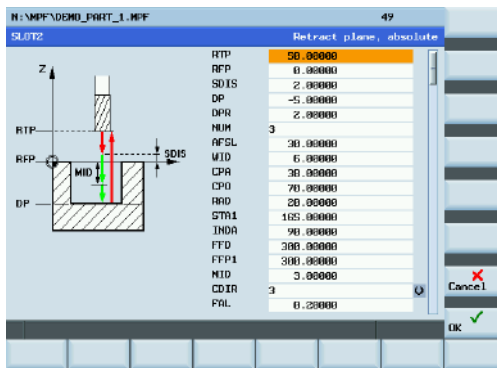 N:\MPF\DEMO_PART_1.MPF 49
SLOT2 Retract plane, absolute
RTP 50.00000
RFP 0.00000
SDIS 2.00000
DP -5.00000
DPR 2.00000
NUM 3
AFSL 30.00000
WID 6.00000
CPA 38.00000
CPO 70.00000
RAD 20.00000
STA1 165.00000
INDA 90.00000
FFD 300.00000
FFP1 300.00000
MID 3.00000
CDIR 3
FAL 0.20000
Z
RTP
RFP
SDIS
MID
DP
Cancel
OK